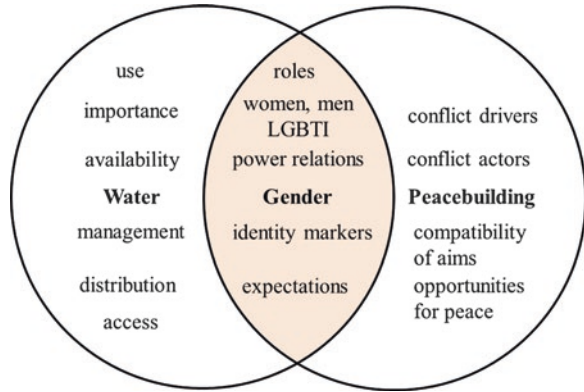 use
importance
availability
Water
management
distribution
access
roles
women, men
LGBTI
power relations
Gender
identity markers
expectations
conflict drivers
conflict actors
Peacebuilding
compatibility
of aims
opportunities
for peace